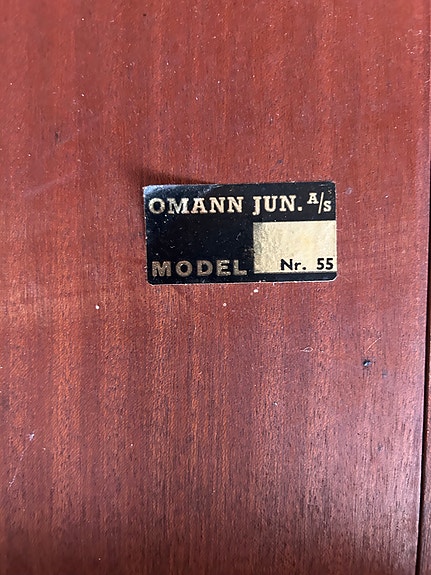 OMANN JUN. A/s
MODEL Nr. 55